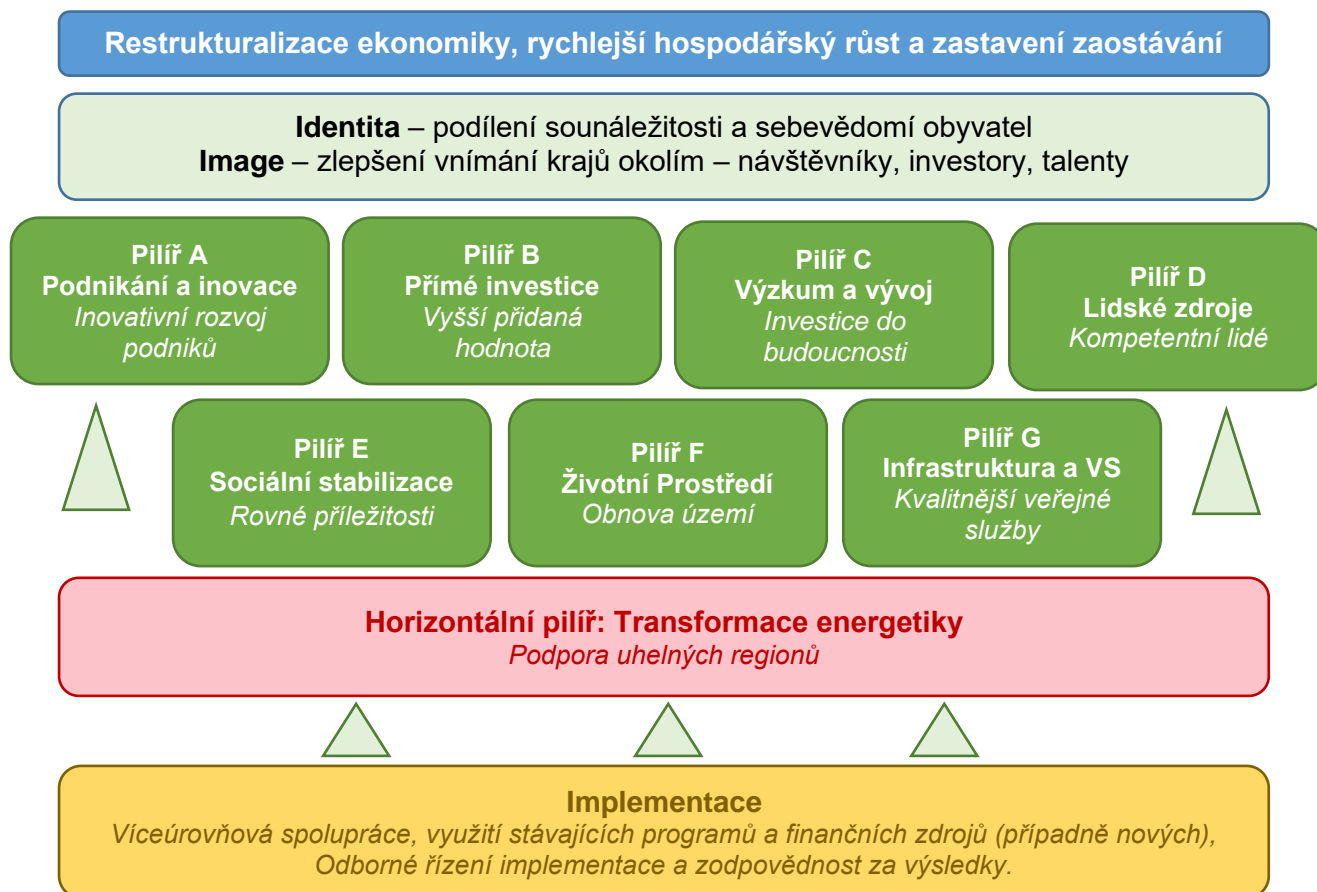 Restrukturalizace ekonomiky, rychlejší hospodářský růst a zastavení zaostávání
Identita – podílení sounáležitosti a sebevědomí obyvatel
Image – zlepšení vnímání krajů okolím – návštěvníky, investory, talenty
Pilíř A
Podnikání a inovace
Inovativní rozvoj
podniků
Pilíř B
Přímé investice
Vyšší přidaná
hodnota
Pilíř C
Výzkum a vývoj
Investice do
budoucnosti
Pilíř D
Lidské zdroje
Kompetentní lidé
Pilíř E
Sociální stabilizace
Rovné příležitosti
Pilíř F
Životní Prostředí
Obnova území
Pilíř G
Infrastruktura a VS
Kvalitnější veřejné
služby
Horizontální pilíř: Transformace energetiky
Podpora uhelných regionů
Implementace
Víceúrovňová spolupráce, využití stávajících programů a finančních zdrojů (případně nových),
Odborné řízení implementace a zodpovědnost za výsledky.